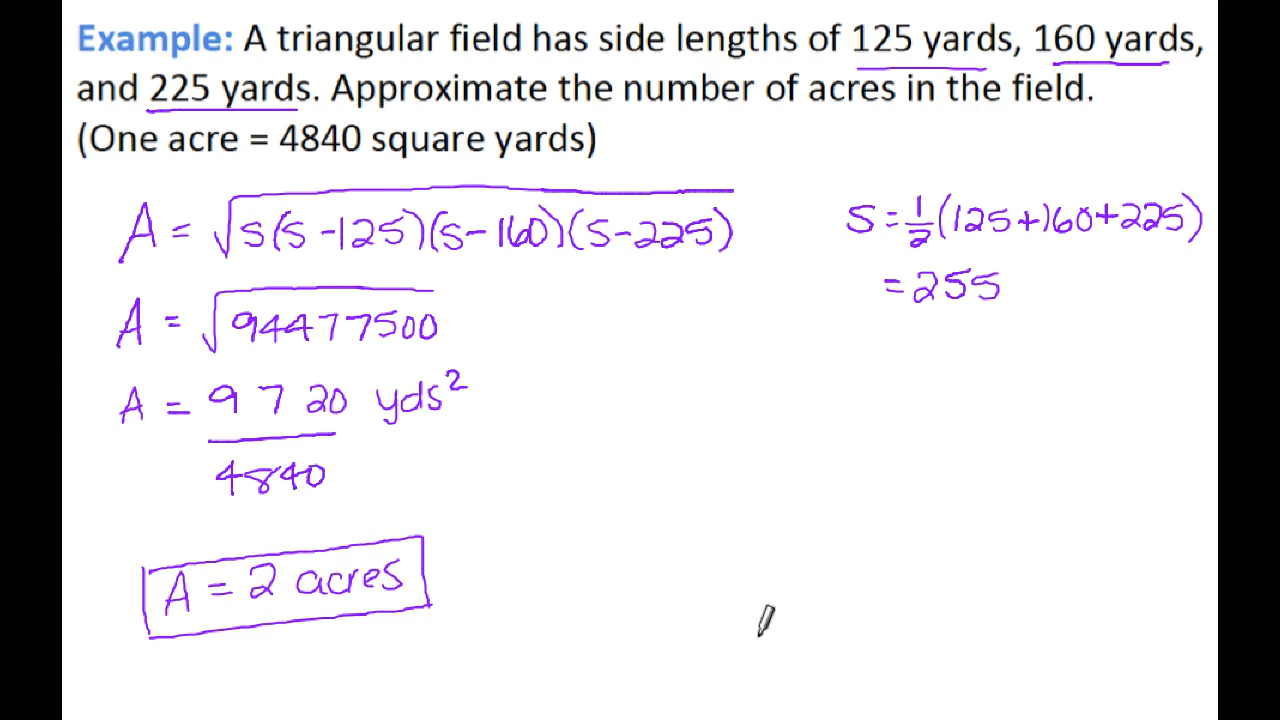 Example: A triangular field has side lengths of 125 yards, 160 yards,
and 225 yards. Approximate the number of acres in the field.
(One acre = 4840 square yards)
A = √S(S-125)(S-160)(S-225)
S = 1/2(125+160+225)
= 255
A = √94477500
A = 9720 yds²
4840
A = 2 acres